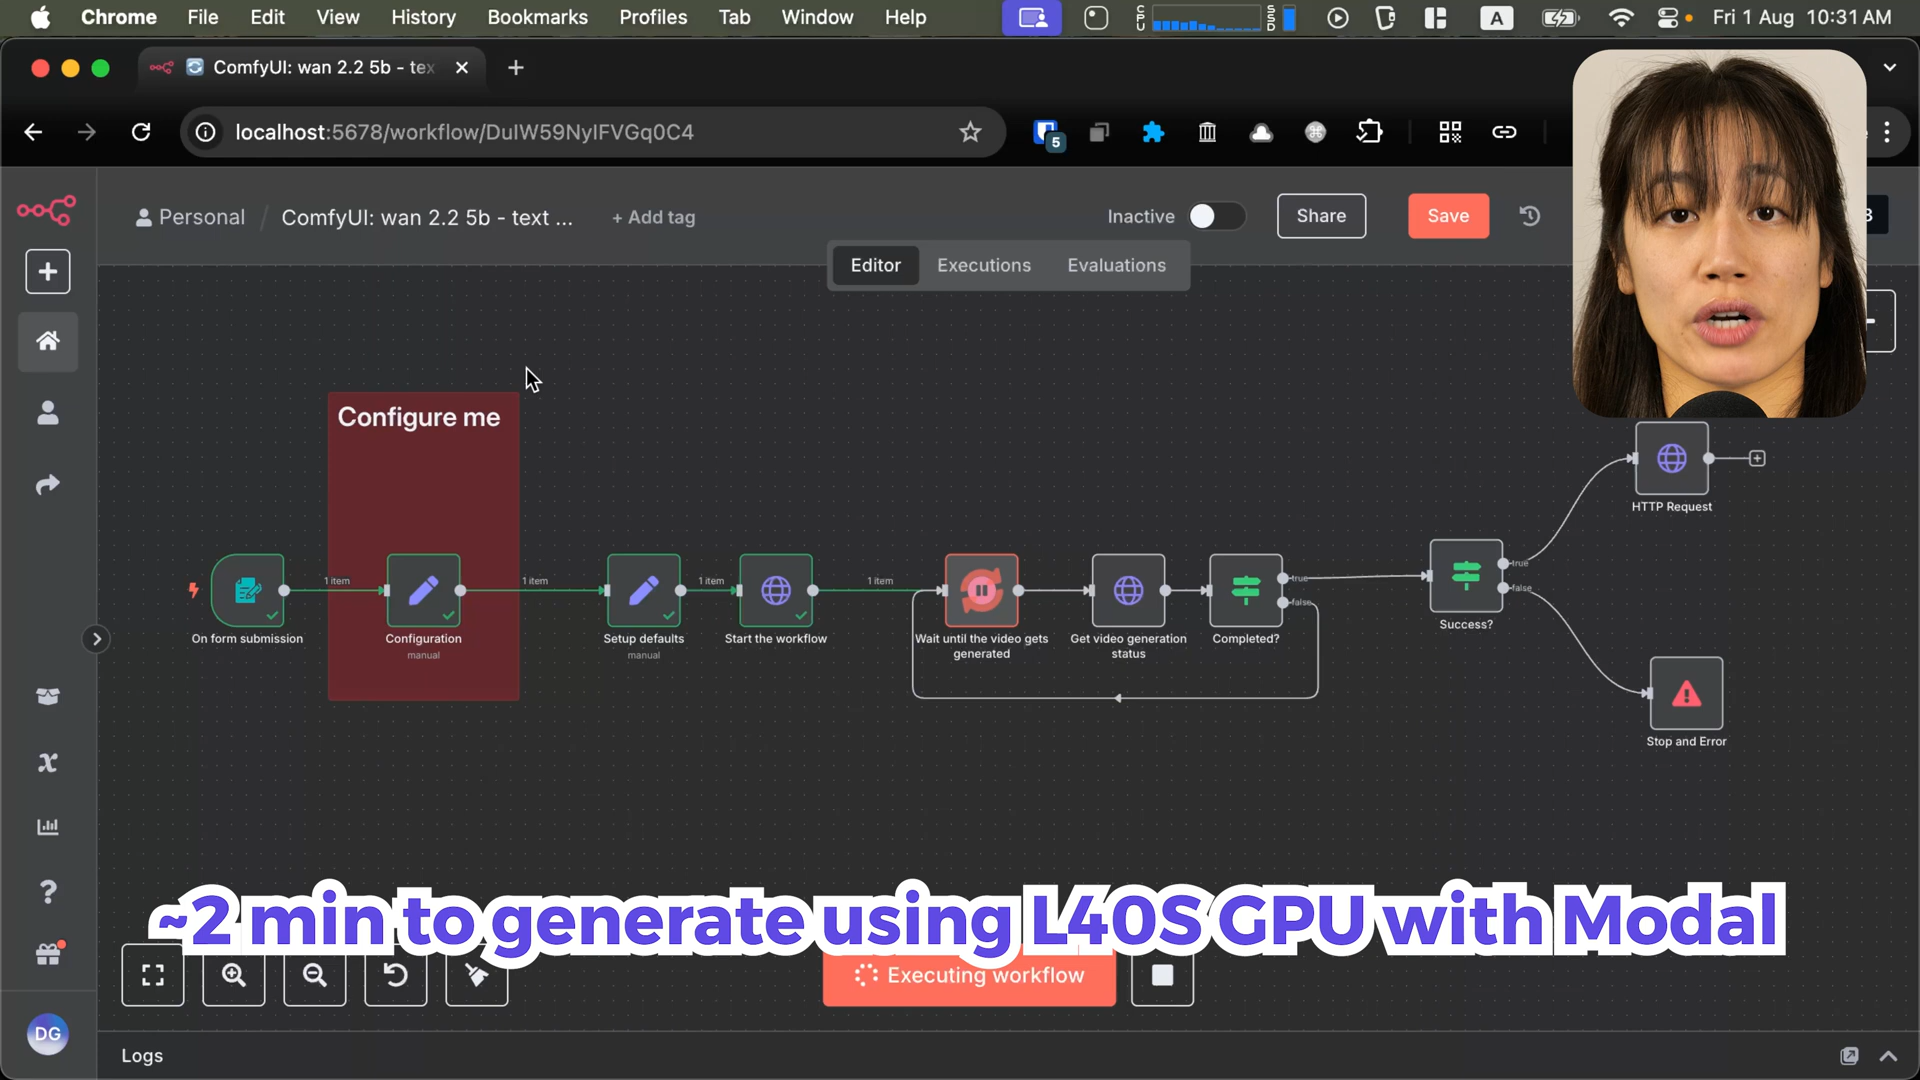 Chrome File Edit View History Bookmarks Profiles Tab Window Help
CPU
SSD
A
Fri 1 Aug 10:31 AM
ComfyUI: wan 2.2 5b - tex
localhost:5678/workflow/DuIW59NyIFVGq0C4
5
Personal / ComfyUI: wan 2.2 5b - text ... + Add tag
Inactive
Share
Save
3
Editor Executions Evaluations
Configure me
HTTP Request
1 item
1 item
1 item
1 item
true
false
true
false
On form submission
Configuration
manual
Setup defaults
manual
Start the workflow
Wait until the video gets
generated
Get video generation
status
Completed?
Success?
Stop and Error
~2 min to generate using L40S GPU with Modal
Executing workflow
DG
Logs